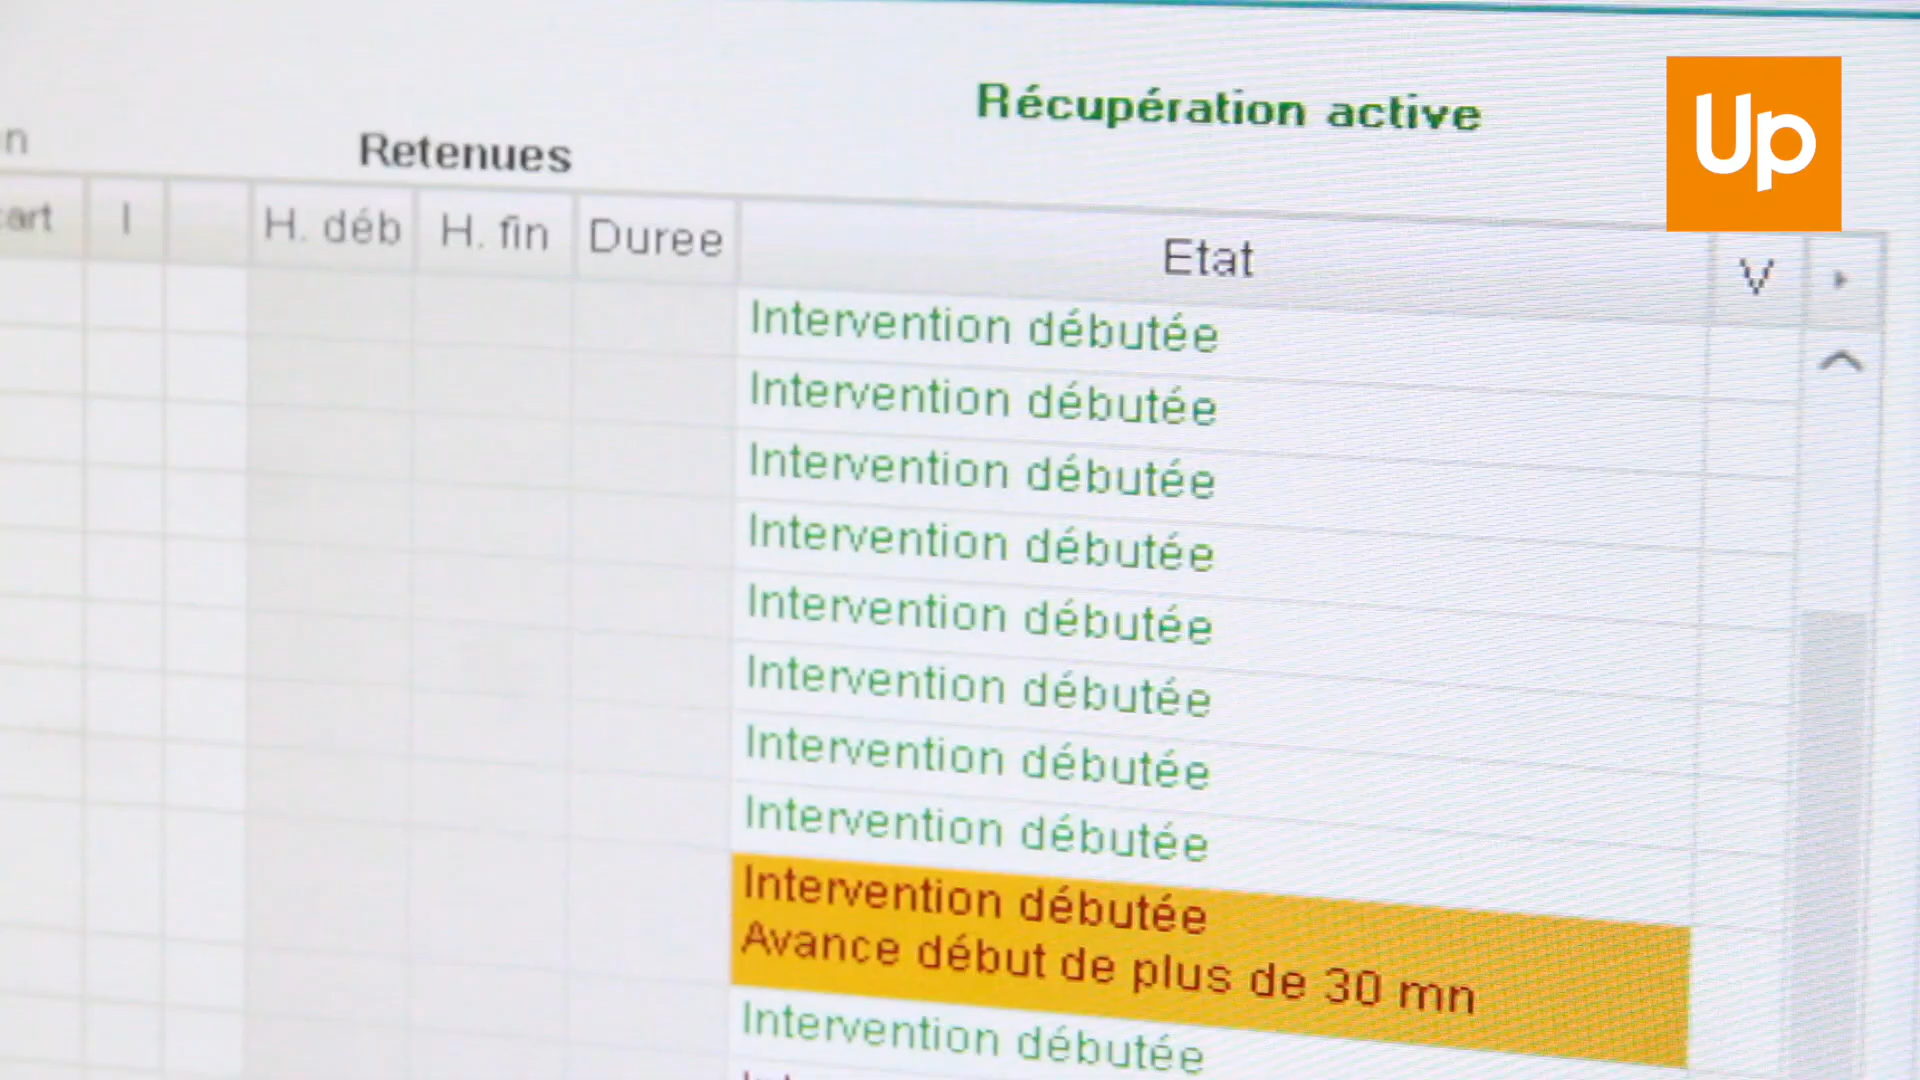 Up
Récupération active
Retenues
H. déb H. fin Duree Etat V
Intervention débutée
Intervention débutée
Intervention débutée
Intervention débutée
Intervention débutée
Intervention débutée
Intervention débutée
Intervention débutée
Intervention débutée
Avance début de plus de 30 mn
Intervention débutée